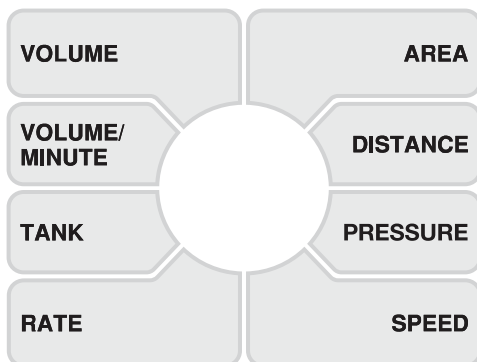 VOLUME
AREA
VOLUME/
MINUTE
DISTANCE
TANK
PRESSURE
RATE
SPEED